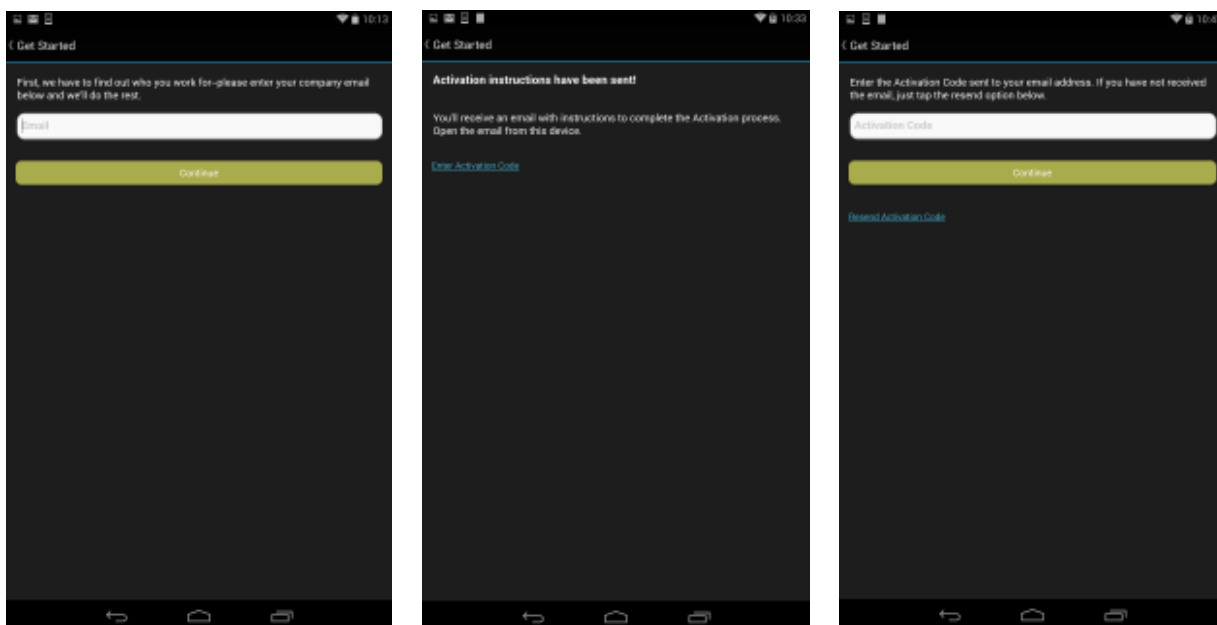 10:13
Get Started
First, we have to find out who you work for–please enter your company email
below and we'll do the rest.
Email
Continue
10:33
Get Started
Activation instructions have been sent!
You'll receive an email with instructions to complete the Activation process.
Open the email from this device.
Enter Activation Code
10:4
Get Started
Enter the Activation Code sent to your email address. If you have not received
the email, just tap the resend option below.
Activation Code
Continue
Resend Activation Code